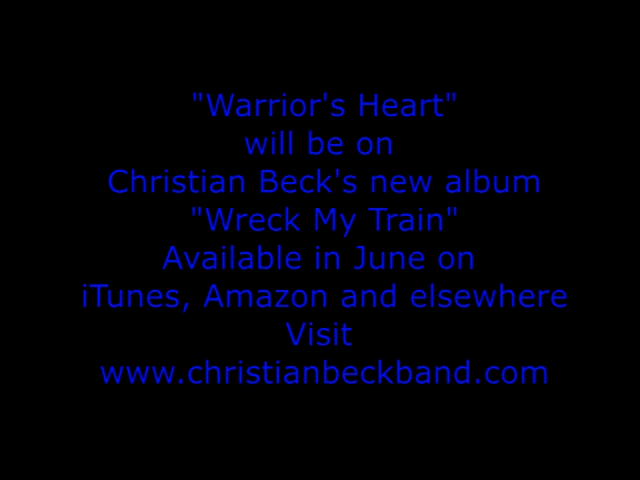 "Warrior's Heart"
will be on
Christian Beck's new album
"Wreck My Train"
Available in June on
iTunes, Amazon and elsewhere
Visit
www.christianbeckband.com